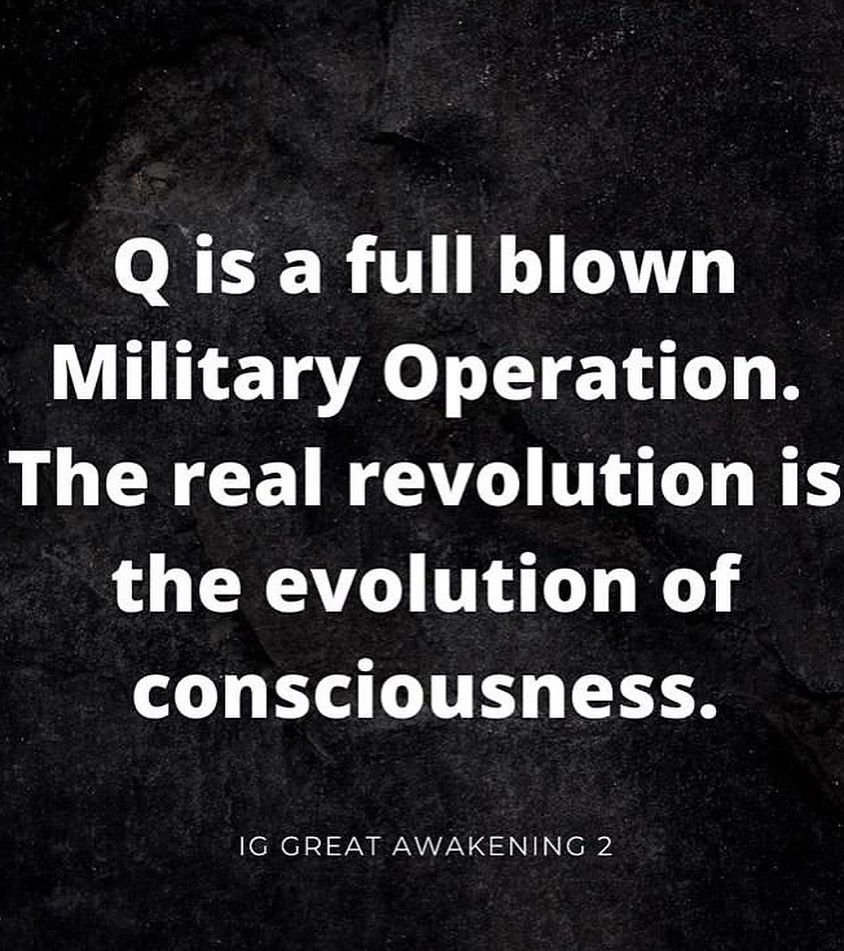 Q is a full blown
Military Operation.
The real revolution is
the evolution of
consciousness.
IG GREAT AWAKENING 2